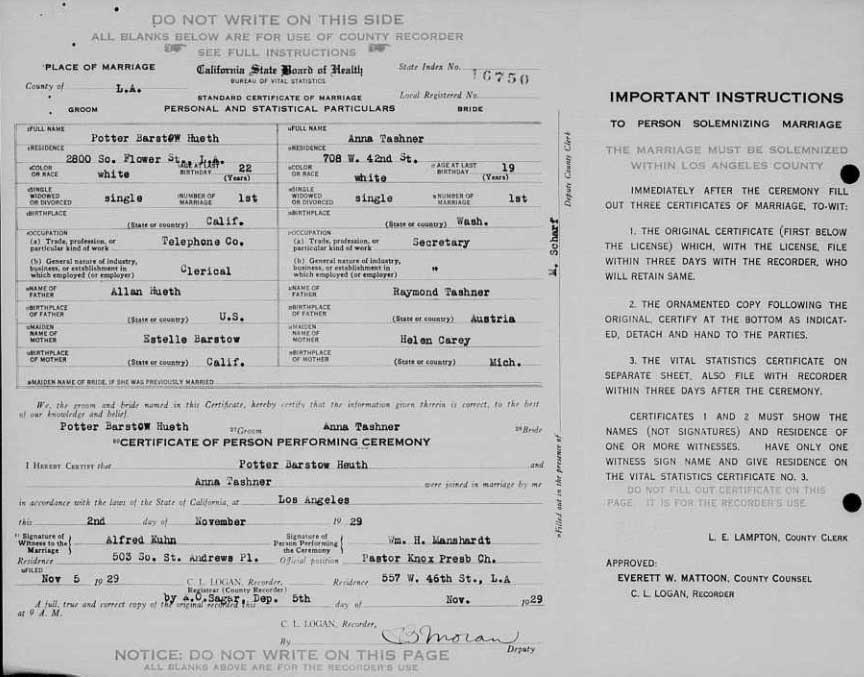 DO NOT WRITE ON THIS SIDE
ALL BLANKS BELOW ARE FOR USE OF COUNTY RECORDER
SEE FULL INSTRUCTIONS
PLACE OF MARRIAGE California State Board of Health State Index No. 16750
BUREAU OF VITAL STATISTICS
County of L.A.
STANDARD CERTIFICATE OF MARRIAGE Local Registered No.
GROOM PERSONAL AND STATISTICAL PARTICULARS BRIDE
FULL NAME Potter Barstow Hueth FULL NAME Anna Tashner
RESIDENCE 2800 So. Flower St., L.A. RESIDENCE 708 W. 42nd St.
COLOR OR RACE white BIRTHDAY 22 (Years) COLOR OR RACE white AGE AT LAST BIRTHDAY 19 (Years)
SINGLE WIDOWED OR DIVORCED single NUMBER OF MARRIAGE 1st SINGLE WIDOWED OR DIVORCED single NUMBER OF MARRIAGE 1st
BIRTHPLACE (State or country) Calif. BIRTHPLACE (State or country) Wash.
OCCUPATION OCCUPATION
(a) Trade, profession, or particular kind of work Telephone Co. (a) Trade, profession, or particular kind of work Secretary
(b) General nature of industry, business, or establishment in which employed (or employer) Clerical (b) General nature of industry, business, or establishment in which employed (or employer) "
NAME OF FATHER Allan Hueth NAME OF FATHER Raymond Tashner
BIRTHPLACE OF FATHER (State or country) U.S. BIRTHPLACE OF FATHER (State or country) Austria
MAIDEN NAME OF MOTHER Estelle Barstow MAIDEN NAME OF MOTHER Helen Carey
BIRTHPLACE OF MOTHER (State or country) Calif. BIRTHPLACE OF MOTHER (State or country) Mich.
MAIDEN NAME OF BRIDE, IF SHE WAS PREVIOUSLY MARRIED
We, the groom and bride named in this Certificate, hereby certify that the information given therein is correct, to the best
of our knowledge and belief.
Potter Barstow Hueth Groom Anna Tashner Bride
CERTIFICATE OF PERSON PERFORMING CEREMONY
I HEREBY CERTIFY that Potter Barstow Heuth and
Anna Tashner were joined in marriage by me
in accordance with the laws of the State of California, at Los Angeles
this 2nd day of November 1929
Signature of Witness to the Marriage Alfred Kuhn Signature of Person Performing the Ceremony Wm. H. Manshardt
Residence 503 So. St. Andrews Pl. Official position Pastor Knox Presb Ch.
FILED Nov 5 1929 C. L. LOGAN, Recorder, Residence 557 W. 46th St., L.A
Registrar (County Recorder)
by A.O.Sagar, Dep.
A full, true and correct copy of the original recorded this 5th day of Nov. 1929
at 9 A. M.
C. L. LOGAN, Recorder,
By B Moran
Deputy
NOTICE: DO NOT WRITE ON THIS PAGE
ALL BLANKS ABOVE ARE FOR THE RECORDER'S USE
Filled out in the presence of M. Scharf Deputy County Clerk
IMPORTANT INSTRUCTIONS
TO PERSON SOLEMNIZING MARRIAGE
THE MARRIAGE MUST BE SOLEMNIZED
WITHIN LOS ANGELES COUNTY
IMMEDIATELY AFTER THE CEREMONY FILL
OUT THREE CERTIFICATES OF MARRIAGE, TO-WIT:
1. THE ORIGINAL CERTIFICATE (FIRST BELOW
THE LICENSE) WHICH, WITH THE LICENSE, FILE
WITHIN THREE DAYS WITH THE RECORDER, WHO
WILL RETAIN SAME.
2. THE ORNAMENTED COPY FOLLOWING THE
ORIGINAL, CERTIFY AT THE BOTTOM AS INDICAT-
ED, DETACH AND HAND TO THE PARTIES.
3. THE VITAL STATISTICS CERTIFICATE ON
SEPARATE SHEET, ALSO FILE WITH RECORDER
WITHIN THREE DAYS AFTER THE CEREMONY.
CERTIFICATES 1 AND 2 MUST SHOW THE
NAMES (NOT SIGNATURES) AND RESIDENCE OF
ONE OR MORE WITNESSES. HAVE ONLY ONE
WITNESS SIGN NAME AND GIVE RESIDENCE ON
THE VITAL STATISTICS CERTIFICATE NO. 3.
DO NOT FILL OUT CERTIFICATE ON THIS
PAGE. IT IS FOR THE RECORDER'S USE.
L. E. LAMPTON, COUNTY CLERK
APPROVED:
EVERETT W. MATTOON, COUNTY COUNSEL
C. L. LOGAN, RECORDER